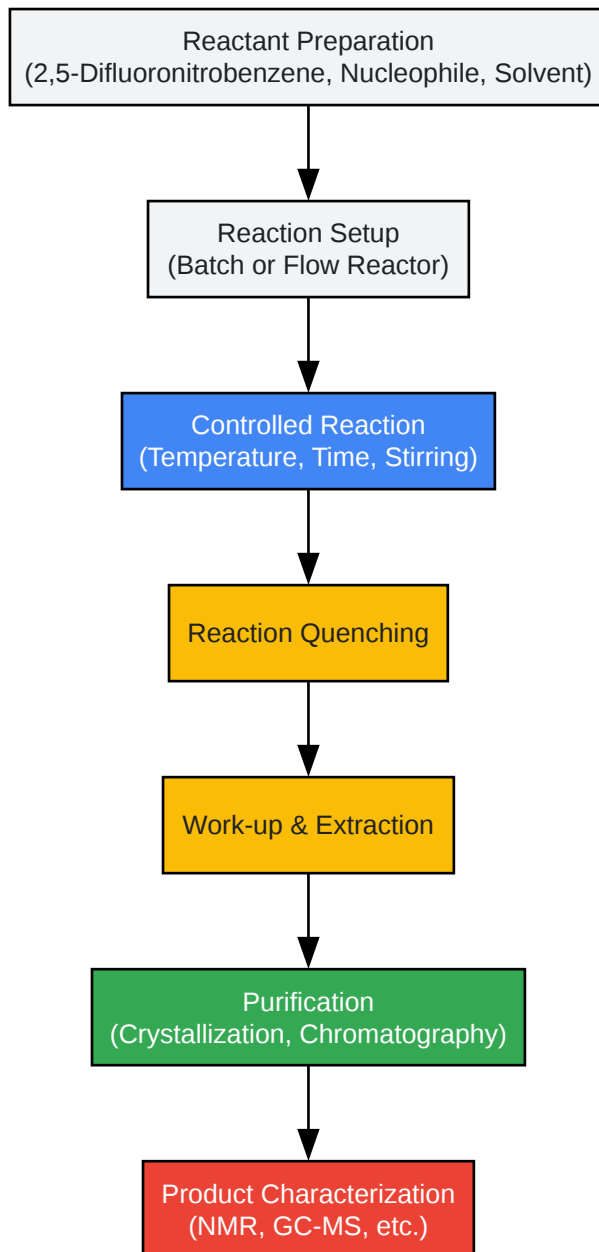 Reactant Preparation
(2,5-Difluoronitrobenzene, Nucleophile, Solvent)
Reaction Setup
(Batch or Flow Reactor)
Controlled Reaction
(Temperature, Time, Stirring)
Reaction Quenching
Work-up & Extraction
Purification
(Crystallization, Chromatography)
Product Characterization
(NMR, GC-MS, etc.)